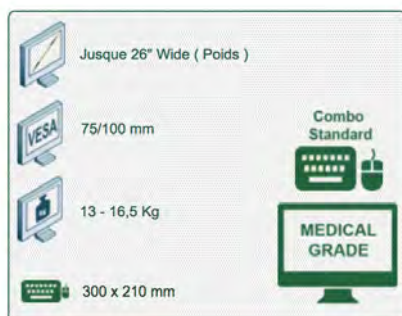 Jusque 26" Wide ( Poids )
VESA
75/100 mm
13 - 16,5 Kg
300 x 210 mm
Combo
Standard
MEDICAL
GRADE